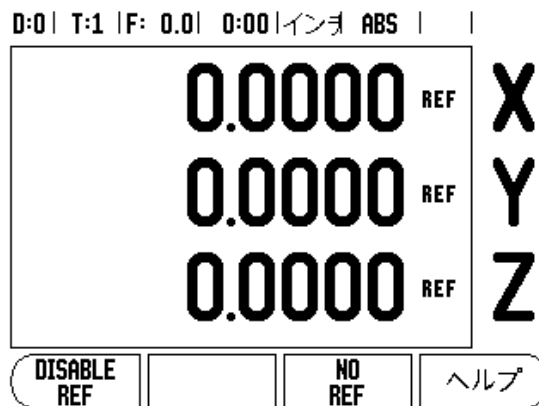 D:0 T:1 F: 0.0 0:00 インチ ABS
0.0000 REF X
0.0000 REF Y
0.0000 REF Z
DISABLE REF
NO REF
ヘルプ